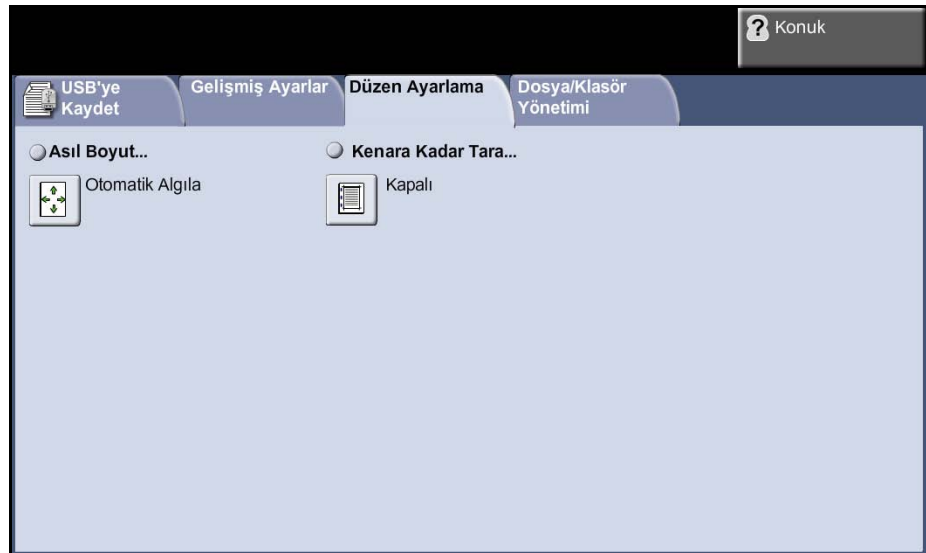 Konuk
USB'ye
Kaydet
Gelişmiş Ayarlar
Düzen Ayarlama
Dosya/Klasör
Yönetimi
Asıl Boyut...
Otomatik Algıla
Kenara Kadar Tara...
Kapalı